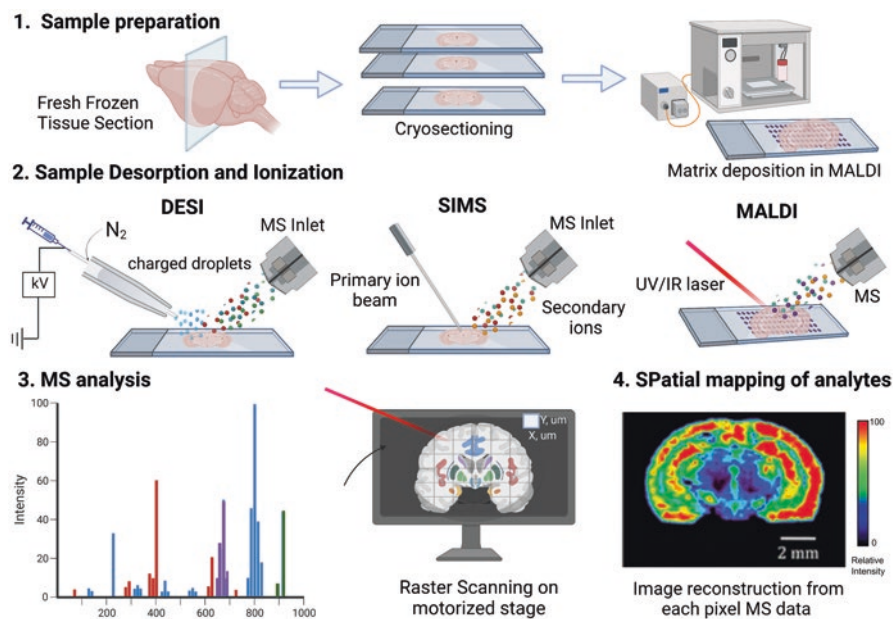 1. Sample preparation
Fresh Frozen
Tissue Section
Cryosectioning
Matrix deposition in MALDI
2. Sample Desorption and Ionization
DESI
N2
kV
charged droplets
MS Inlet
SIMS
Primary ion
beam
MS Inlet
Secondary
ions
MALDI
UV/IR laser
MS
3. MS analysis
Intensity
100
80
60
40
20
0
200
400
600
800
1000
Y, um
X, um
Raster Scanning on
motorized stage
4. SPatial mapping of analytes
100
0
Relative
Intensity
2 mm
Image reconstruction from
each pixel MS data